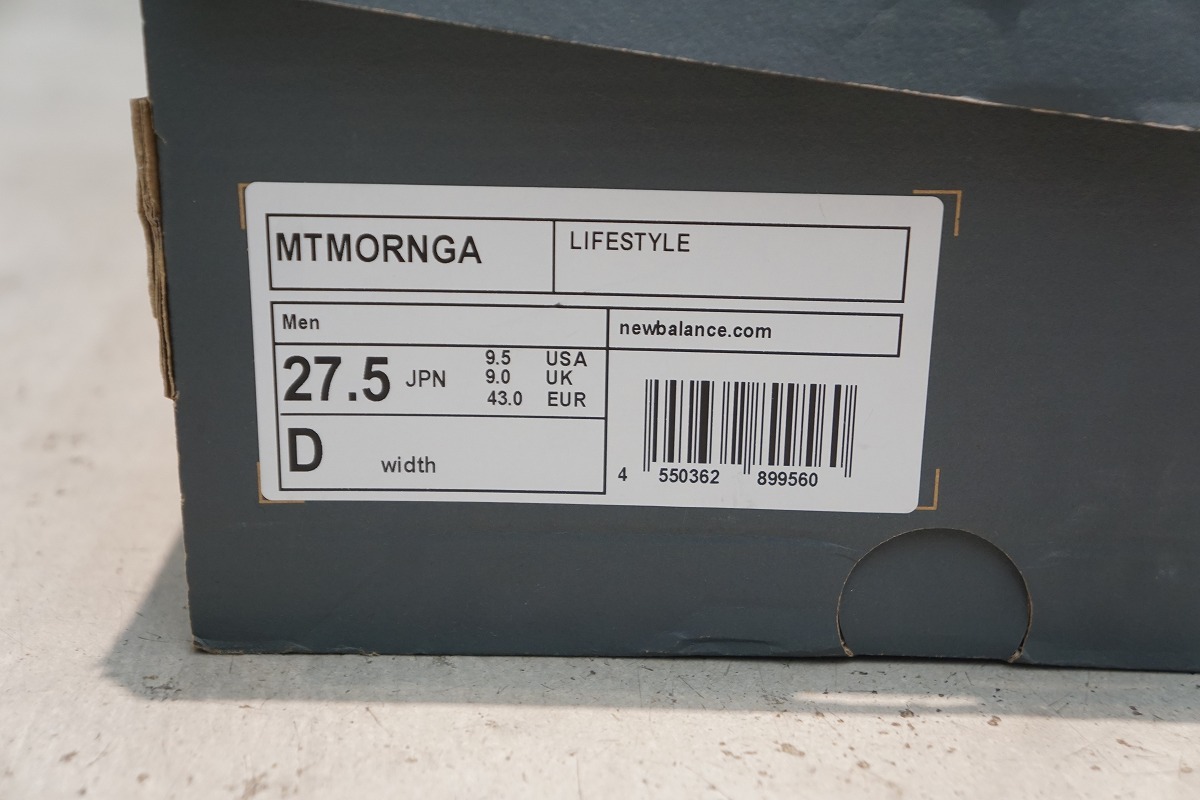 MTMORNGA
LIFESTYLE
Men
newbalance.com
27.5 JPN
9.5 USA
9.0 UK
43.0 EUR
D width
4 550362 899560